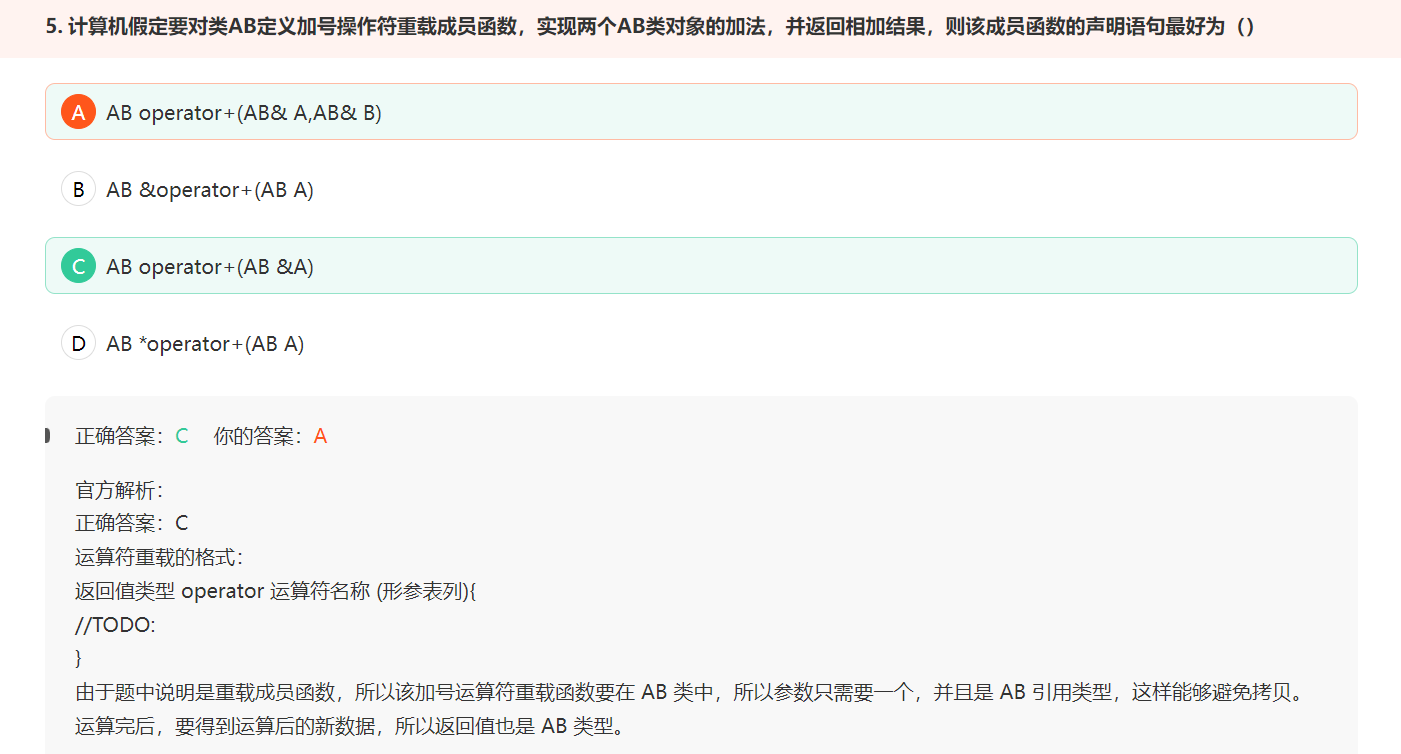 5. 计算机假定要对类AB定义加号操作符重载成员函数，实现两个AB类对象的加法，并返回相加结果，则该成员函数的声明语句最好为（）
A AB operator+(AB& A,AB& B)
B AB &operator+(AB A)
C AB operator+(AB &A)
D AB *operator+(AB A)
正确答案：C 你的答案：A
官方解析：
正确答案：C
运算符重载的格式：
返回值类型 operator 运算符名称 (形参表列){
//TODO:
}
由于题中说明是重载成员函数，所以该加号运算符重载函数要在 AB 类中，所以参数只需要一个，并且是 AB 引用类型，这样能够避免拷贝。
运算完后，要得到运算后的新数据，所以返回值也是 AB 类型。